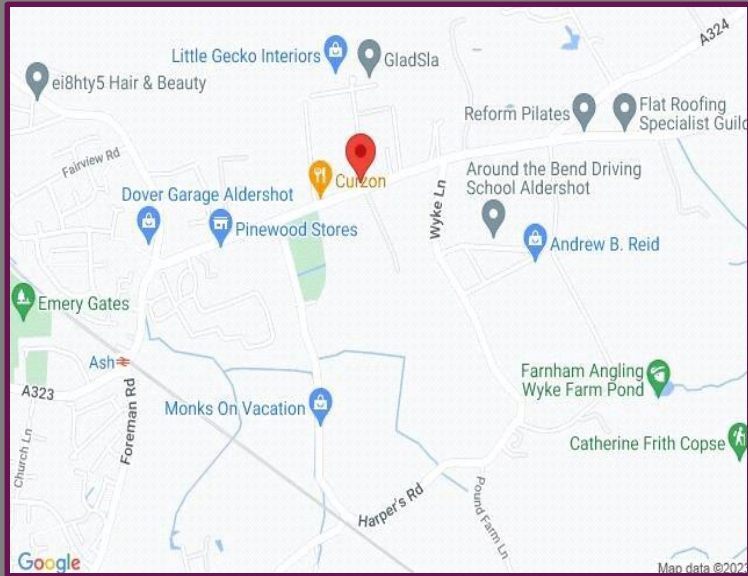 A324
Little Gecko Interiors
GladSla
ei8hty5 Hair & Beauty
Reform Pilates
Flat Roofing
Specialist Guild
Fairview Rd
Curzon
Around the Bend Driving
School Aldershot
Dover Garage Aldershot
Wyke Ln
Pinewood Stores
Andrew B. Reid
Emery Gates
Ash
A323
Farnham Angling
Wyke Farm Pond
Monks On Vacation
Foreman Rd
Church Ln
Catherine Frith Copse
Harper's Rd
Pound Farm Ln
Google
Map data ©2023